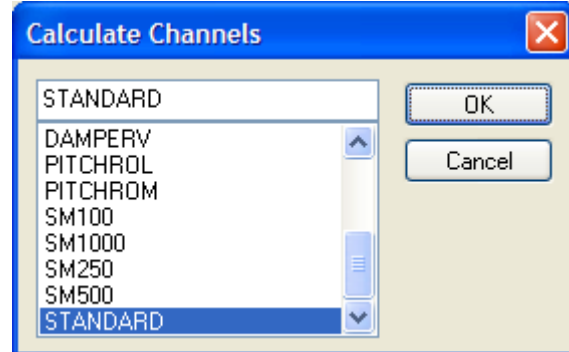 Calculate Channels
STANDARD
OK
DAMPERV
Cancel
PITCHROL
PITCHROM
SM100
SM1000
SM250
SM500
STANDARD